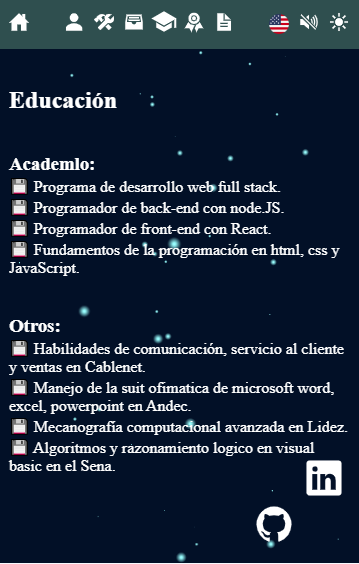 Educación
Academlo:
Programa de desarrollo web full stack.
Programador de back-end con node.JS.
Programador de front-end con React.
Fundamentos de la programación en html, css y
JavaScript.
Otros:
Habilidades de comunicación, servicio al cliente
y ventas en Cablenet.
Manejo de la suit ofimatica de microsoft word,
excel, powerpoint en Andec.
Mecanografía computacional avanzada en Lidez.
Algoritmos y razonamiento logico en visual
basic en el Sena.
in